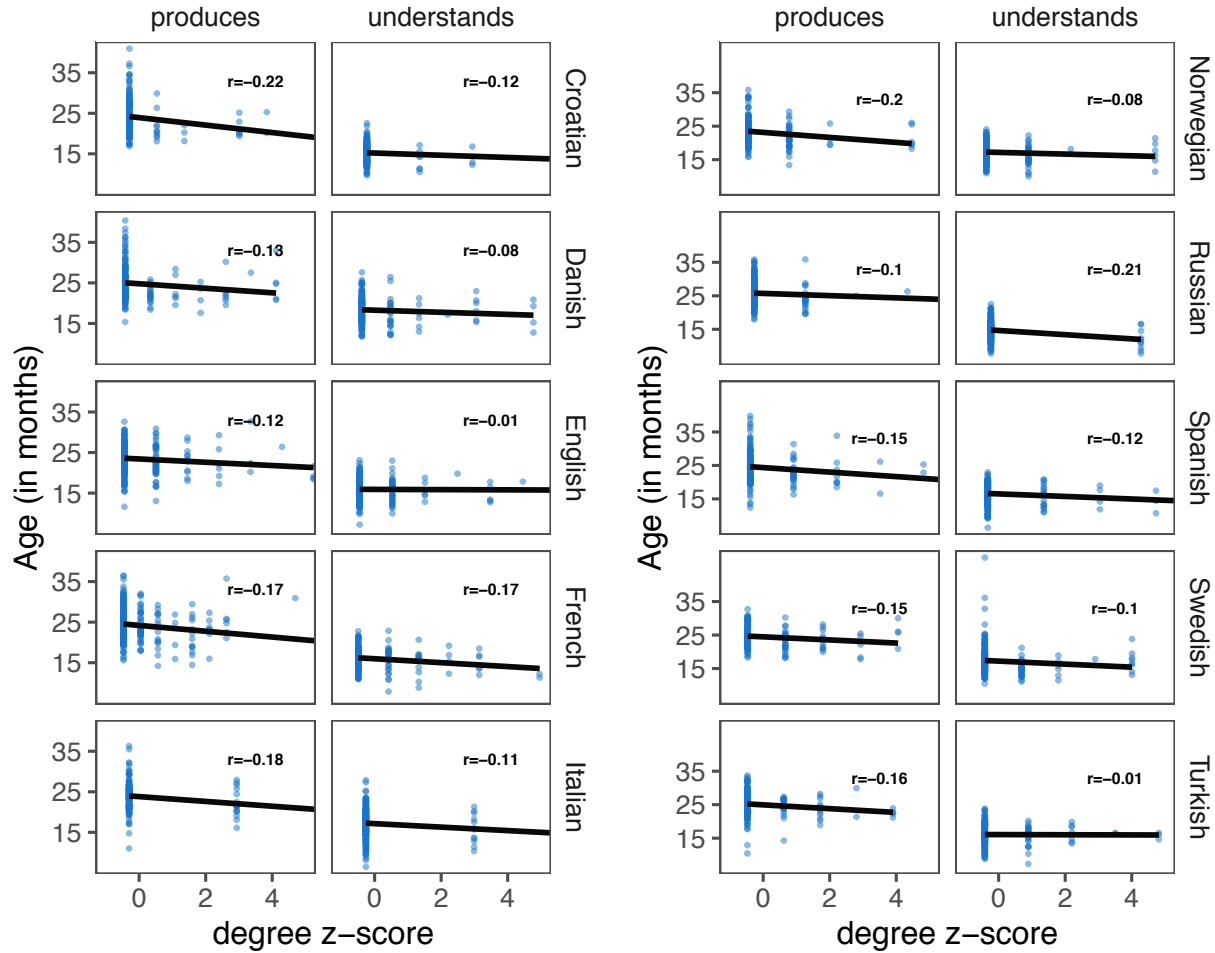 produces understands
Croatian
r=−0.22
r=−0.12
35
25
15
Danish
r=−0.13
r=−0.08
35
25
15
English
r=−0.12
r=−0.01
35
25
15
French
r=−0.17
r=−0.17
35
25
15
Italian
r=−0.18
r=−0.11
35
25
15
0 2 4 0 2 4
degree z−score
Age (in months)
produces understands
Norwegian
r=−0.2
r=−0.08
35
25
15
Russian
r=−0.1
r=−0.21
35
25
15
Spanish
r=−0.15
r=−0.12
35
25
15
Swedish
r=−0.15
r=−0.1
35
25
15
Turkish
r=−0.16
r=−0.01
35
25
15
0 2 4 0 2 4
degree z−score
Age (in months)